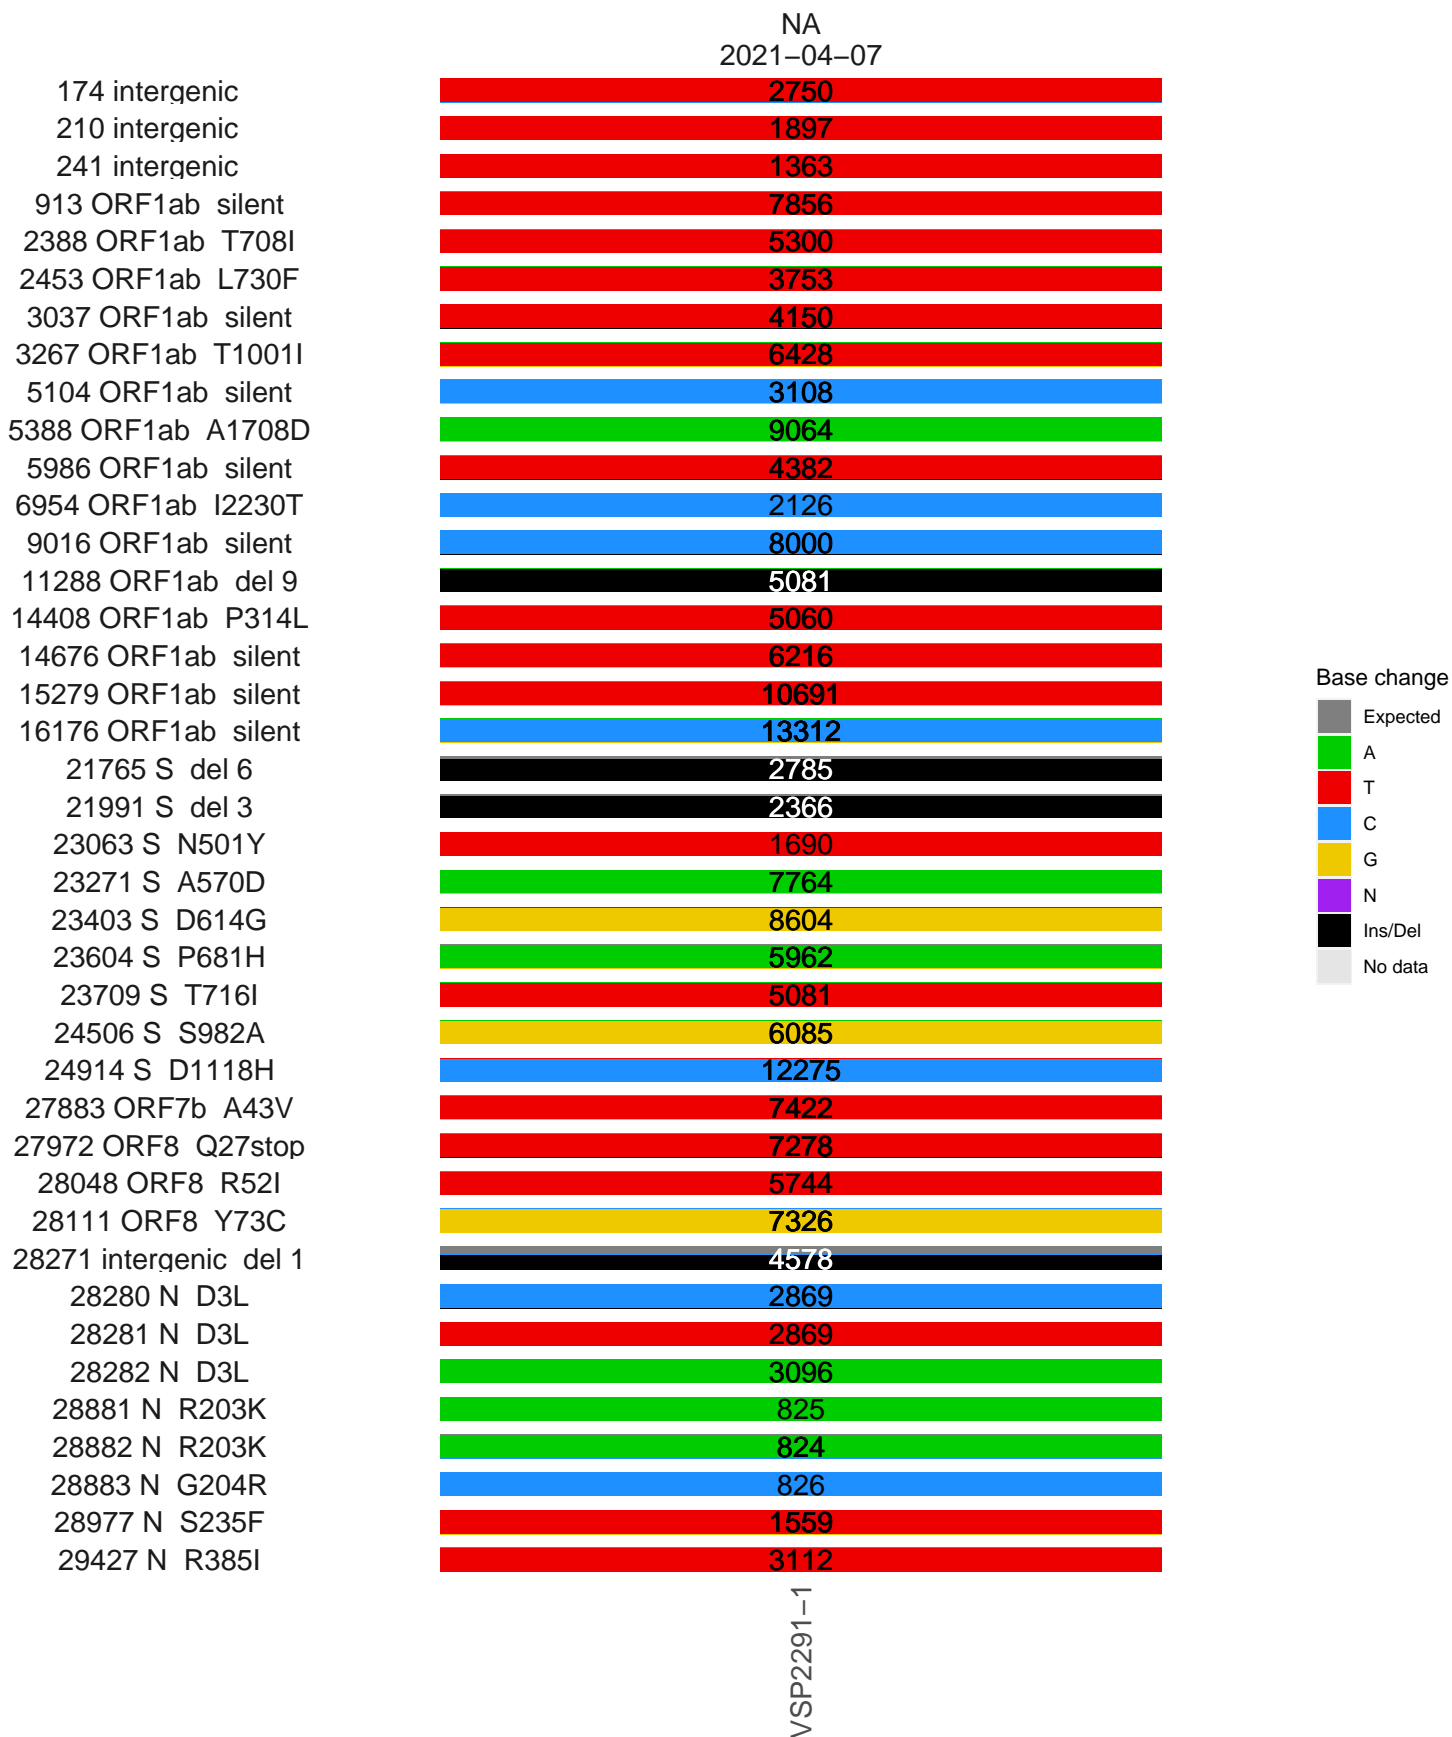 NA
2021−04−07
174 intergenic 2750
210 intergenic 1897
241 intergenic 1363
913 ORF1ab silent 7856
2388 ORF1ab T708I 5300
2453 ORF1ab L730F 3753
3037 ORF1ab silent 4150
3267 ORF1ab T1001I 6428
5104 ORF1ab silent 3108
5388 ORF1ab A1708D 9064
5986 ORF1ab silent 4382
6954 ORF1ab I2230T 2126
9016 ORF1ab silent 8000
11288 ORF1ab del 9 5081
14408 ORF1ab P314L 5060
14676 ORF1ab silent 6216
15279 ORF1ab silent 10691
16176 ORF1ab silent 13312
21765 S del 6 2785
21991 S del 3 2366
23063 S N501Y 1690
23271 S A570D 7764
23403 S D614G 8604
23604 S P681H 5962
23709 S T716I 5081
24506 S S982A 6085
24914 S D1118H 12275
27883 ORF7b A43V 7422
27972 ORF8 Q27stop 7278
28048 ORF8 R52I 5744
28111 ORF8 Y73C 7326
28271 intergenic del 1 4578
28280 N D3L 2869
28281 N D3L 2869
28282 N D3L 3096
28881 N R203K 825
28882 N R203K 824
28883 N G204R 826
28977 N S235F 1559
29427 N R385I 3112
VSP2291−1
Base change
Expected
A
T
C
G
N
Ins/Del
No data